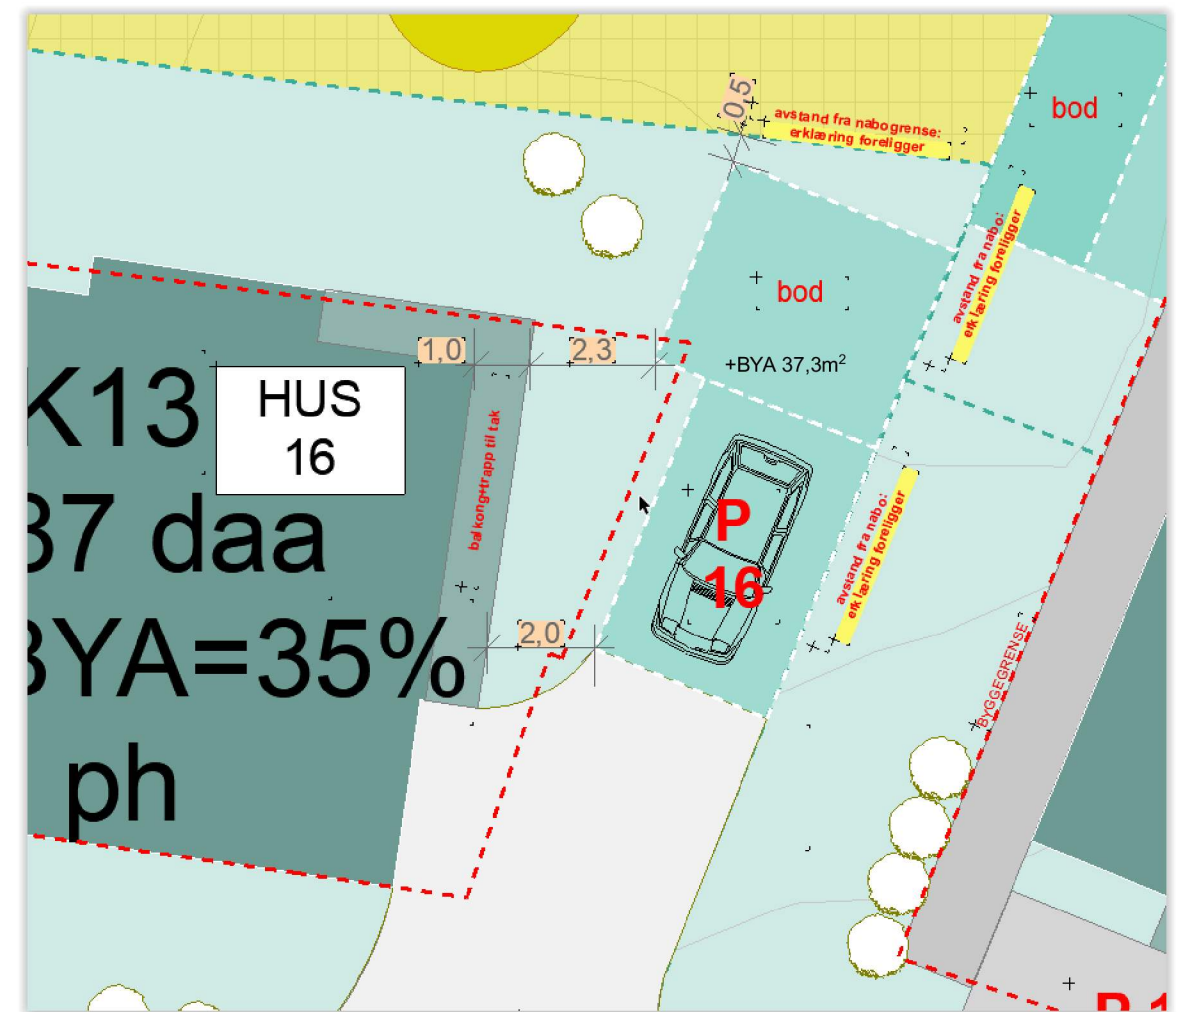 0,5
avstand fra nabogrense:
erklæring foreligger
bod
avstand fra nabo:
erklæring foreligger
bod
+BYA 37,3m²
1,0
2,3
K13
HUS
16
balkong+trapp til tak
37 daa
P
16
avstand fra nabo:
erklæring foreligger
2,0
BYA=35%
BYGGEGRENSE
ph
P 1